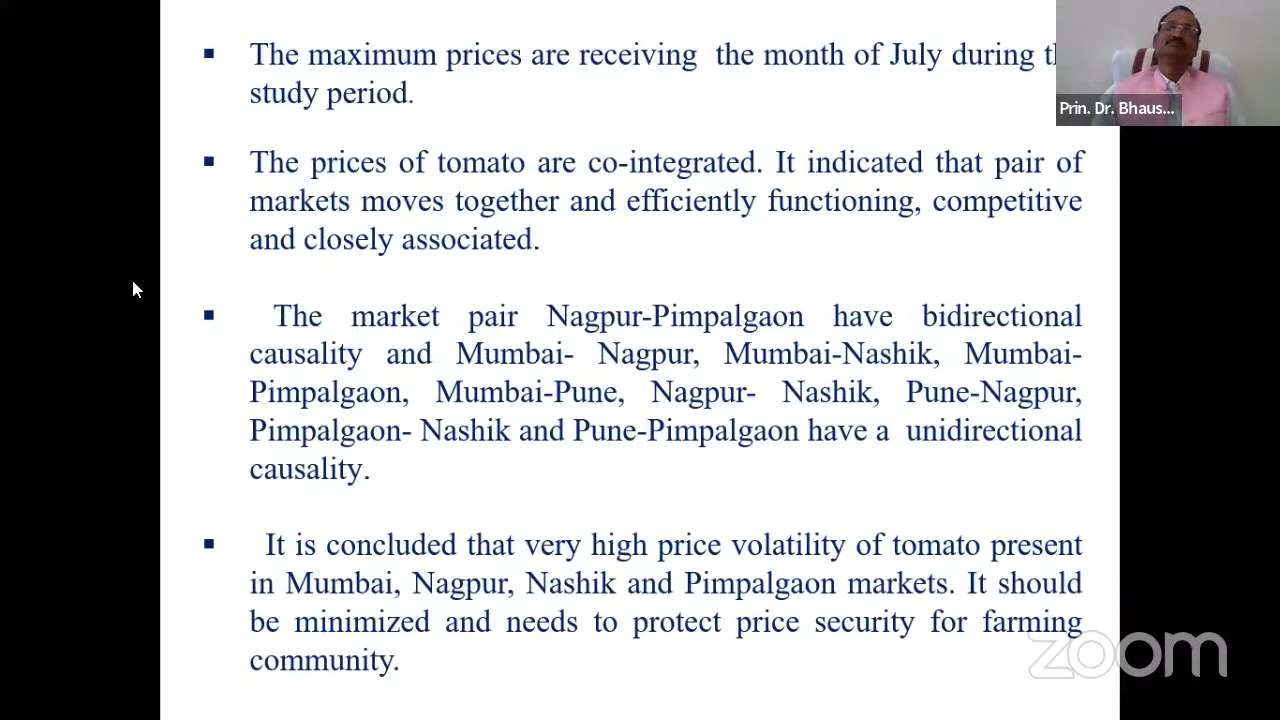 ▪ The maximum prices are receiving the month of July during th
study period.
▪ The prices of tomato are co-integrated. It indicated that pair of
markets moves together and efficiently functioning, competitive
and closely associated.
▪ The market pair Nagpur-Pimpalgaon have bidirectional
causality and Mumbai- Nagpur, Mumbai-Nashik, Mumbai-
Pimpalgaon, Mumbai-Pune, Nagpur- Nashik, Pune-Nagpur,
Pimpalgaon- Nashik and Pune-Pimpalgaon have a unidirectional
causality.
▪ It is concluded that very high price volatility of tomato present
in Mumbai, Nagpur, Nashik and Pimpalgaon markets. It should
be minimized and needs to protect price security for farming
community.
Prin. Dr. Bhaus...
zoom